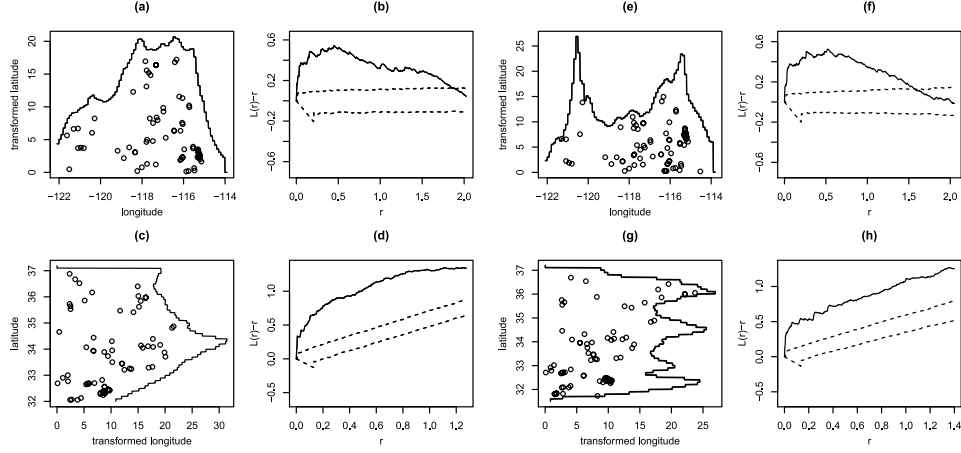 (a)
transformed latitude
20
15
10
5
0
−122 −120 −118 −116 −114
longitude
(b)
L(r)−r
0.6
0.2
−0.2
−0.6
0.0 0.5 1.0 1.5 2.0
r
(e)
transformed latitude
25
20
15
10
5
0
−122 −120 −118 −116 −114
longitude
(f)
L(r)−r
0.6
0.2
−0.2
−0.6
0.0 0.5 1.0 1.5 2.0
r
(c)
latitude
37
36
35
34
33
32
0 5 10 15 20 25 30
transformed longitude
(d)
L(r)−r
1.0
0.5
0.0
−0.5
0.0 0.2 0.4 0.6 0.8 1.0 1.2
r
(g)
latitude
37
36
35
34
33
32
0 5 10 15 20 25
transformed longitude
(h)
L(r)−r
1.0
0.5
0.0
−0.5
0.0 0.2 0.4 0.6 0.8 1.0 1.2 1.4
r